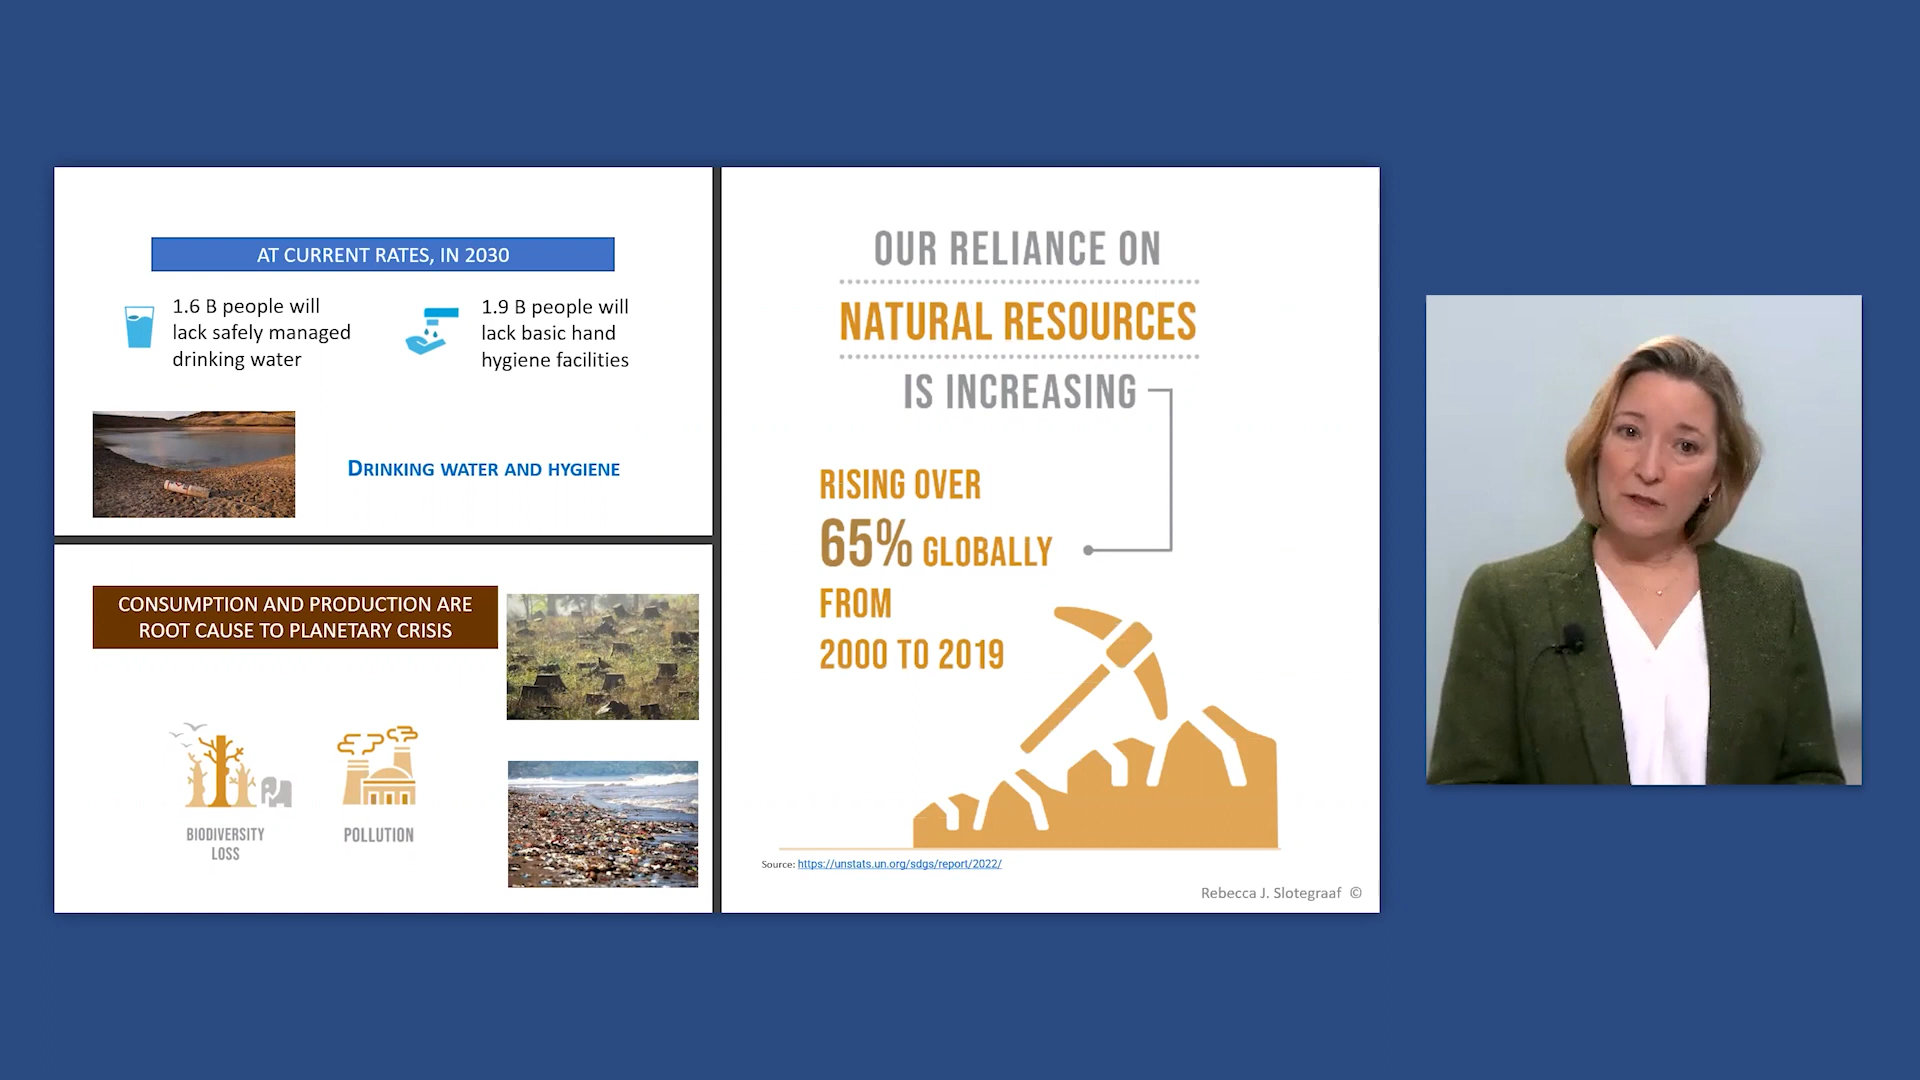 AT CURRENT RATES, IN 2030
1.6 B people will
lack safely managed
drinking water
1.9 B people will
lack basic hand
hygiene facilities
DRINKING WATER AND HYGIENE
CONSUMPTION AND PRODUCTION ARE
ROOT CAUSE TO PLANETARY CRISIS
BIODIVERSITY
LOSS
POLLUTION
OUR RELIANCE ON
NATURAL RESOURCES
IS INCREASING
RISING OVER
65% GLOBALLY
FROM
2000 TO 2019
Source: https://unstats.un.org/sdgs/report/2022/
Rebecca J. Slotegraaf ©